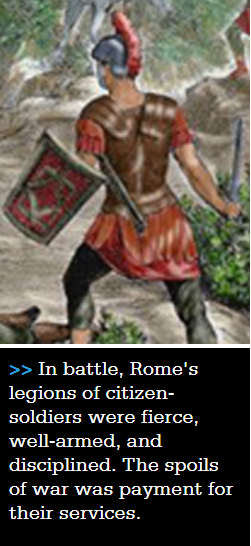 >> In battle, Rome's
legions of citizen-
soldiers were fierce,
well-armed, and
disciplined. The spoils
of war was payment for
their services.